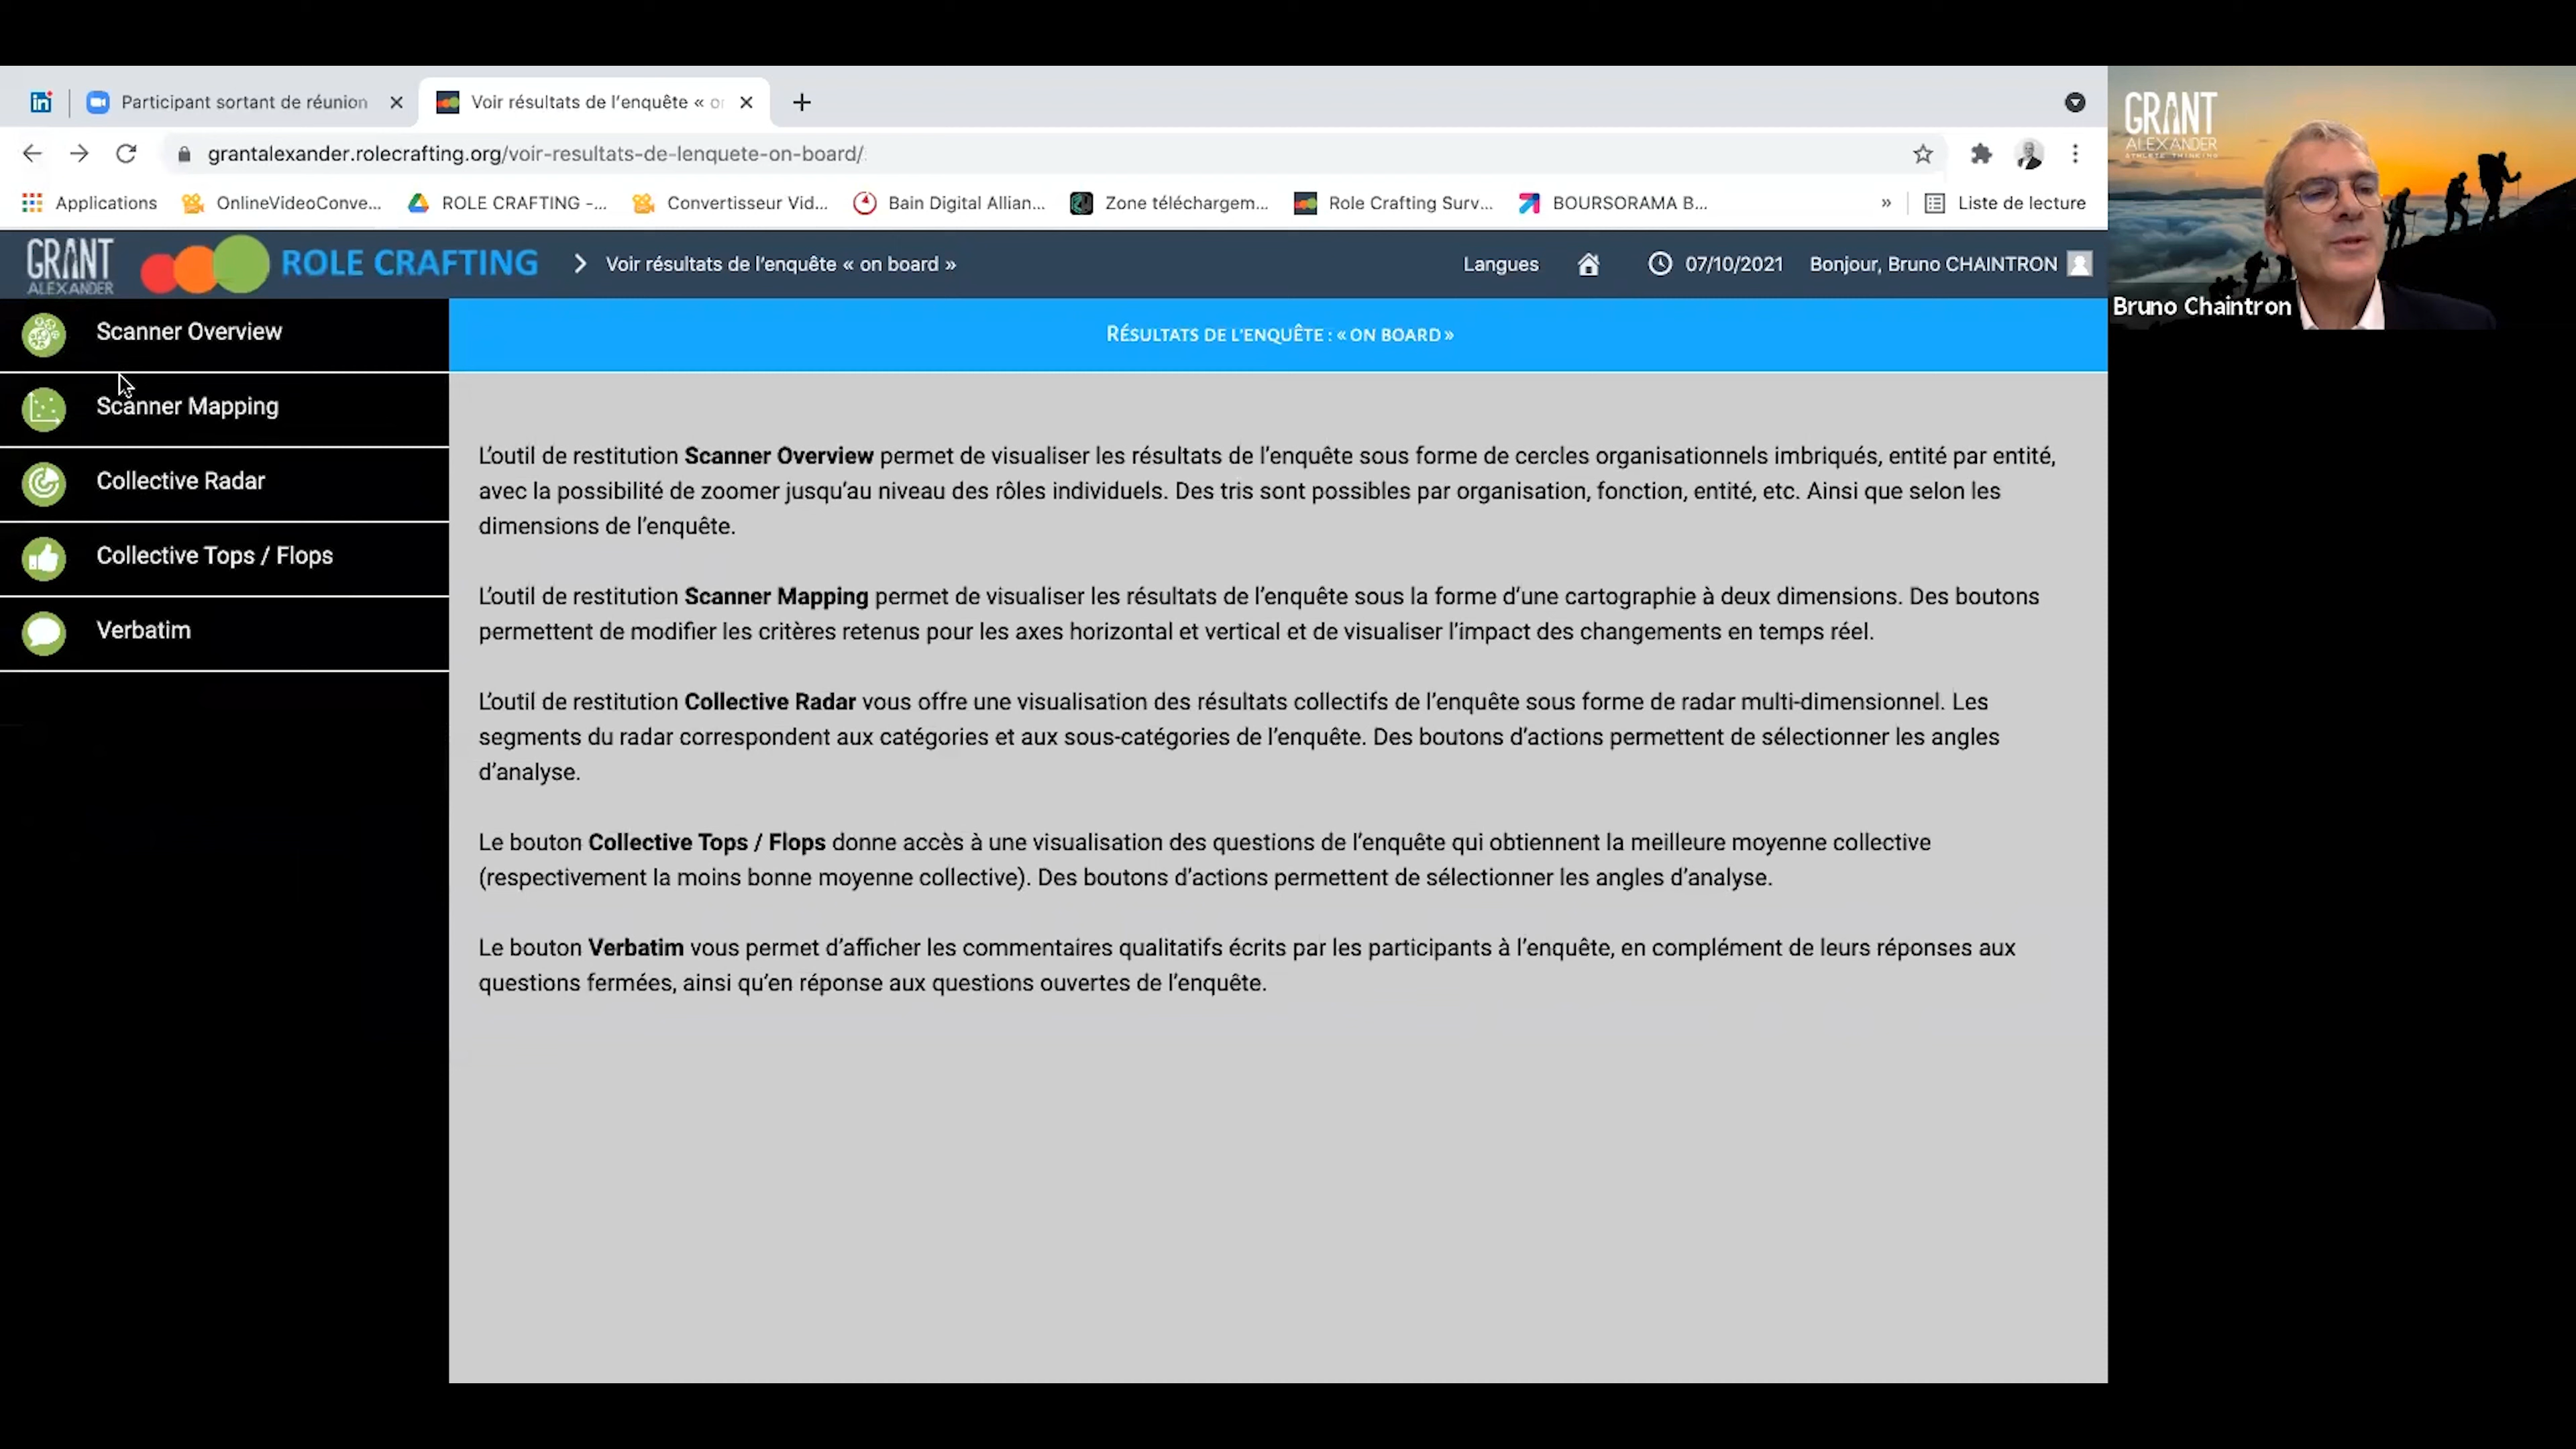 Participant sortant de réunion
Voir résultats de l'enquête « on
grantalexander.rolecrafting.org/voir-resultats-de-lenquete-on-board/
Applications
OnlineVideoConve...
ROLE CRAFTING -...
Convertisseur Vid...
Bain Digital Allian...
Zone téléchargem...
Role Crafting Surv...
BOURSORAMA B...
»
Liste de lecture
GRANT
ALEXANDER
ROLE CRAFTING
Voir résultats de l'enquête « on board »
Langues
07/10/2021
Bonjour, Bruno CHAINTRON
GRANT
ALEXANDER
ATHLETE THINKING
Bruno Chaintron
Scanner Overview
Scanner Mapping
Collective Radar
Collective Tops / Flops
Verbatim
RÉSULTATS DE L'ENQUÊTE : « ON BOARD »
L'outil de restitution Scanner Overview permet de visualiser les résultats de l'enquête sous forme de cercles organisationnels imbriqués, entité par entité,
avec la possibilité de zoomer jusqu'au niveau des rôles individuels. Des tris sont possibles par organisation, fonction, entité, etc. Ainsi que selon les
dimensions de l'enquête.
L'outil de restitution Scanner Mapping permet de visualiser les résultats de l'enquête sous la forme d'une cartographie à deux dimensions. Des boutons
permettent de modifier les critères retenus pour les axes horizontal et vertical et de visualiser l'impact des changements en temps réel.
L'outil de restitution Collective Radar vous offre une visualisation des résultats collectifs de l'enquête sous forme de radar multi-dimensionnel. Les
segments du radar correspondent aux catégories et aux sous-catégories de l'enquête. Des boutons d'actions permettent de sélectionner les angles
d'analyse.
Le bouton Collective Tops / Flops donne accès à une visualisation des questions de l'enquête qui obtiennent la meilleure moyenne collective
(respectivement la moins bonne moyenne collective). Des boutons d'actions permettent de sélectionner les angles d'analyse.
Le bouton Verbatim vous permet d'afficher les commentaires qualitatifs écrits par les participants à l'enquête, en complément de leurs réponses aux
questions fermées, ainsi qu'en réponse aux questions ouvertes de l'enquête.